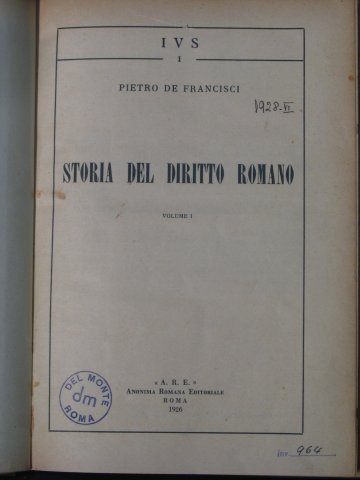 IVS
I
PIETRO DE FRANCISCI
1928-VI
STORIA DEL DIRITTO ROMANO
VOLUME I
« A. R. E. »
ANONIMA ROMANA EDITORIALE
ROMA
1926
DEL MONTE
dm
ROMA
inv. 964